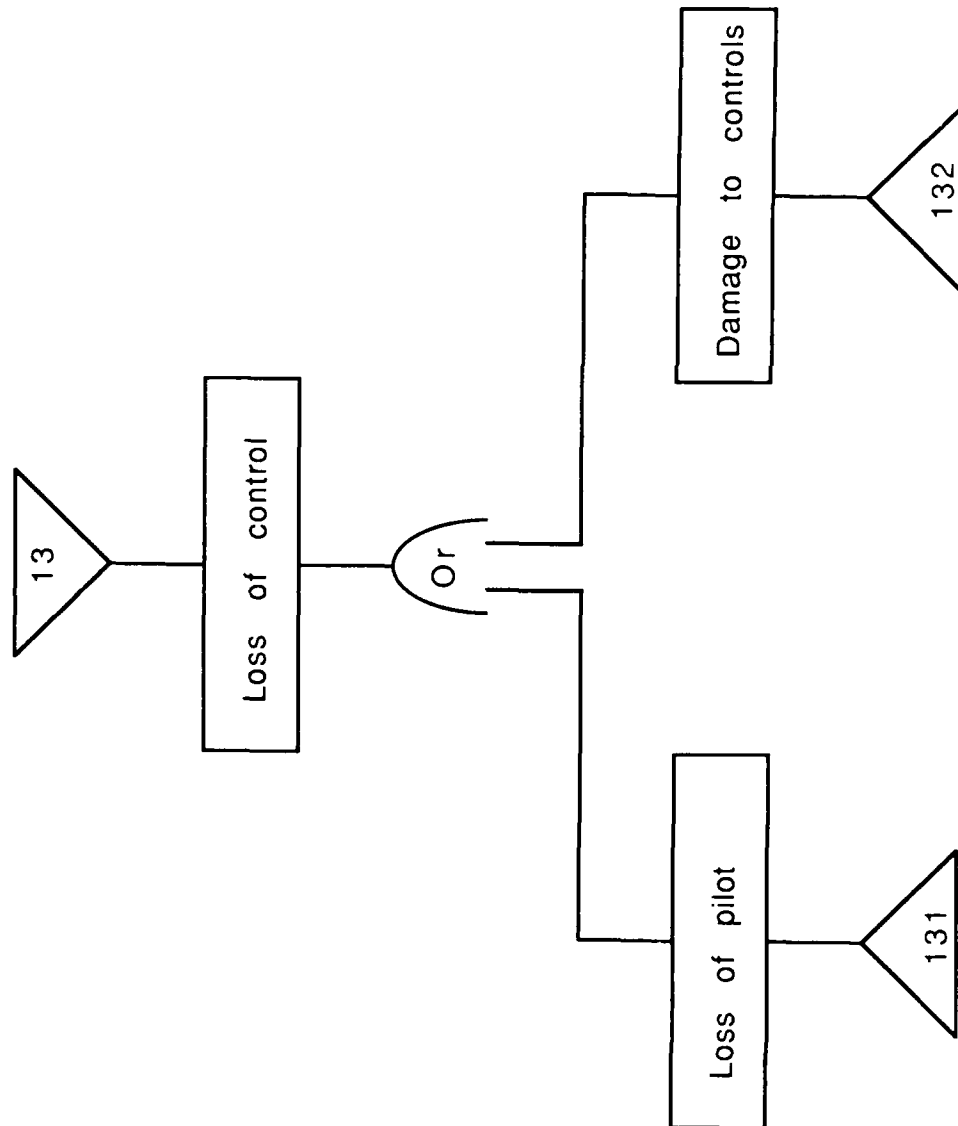 13
Loss of control
Or
Loss of pilot
Damage to controls
131
132